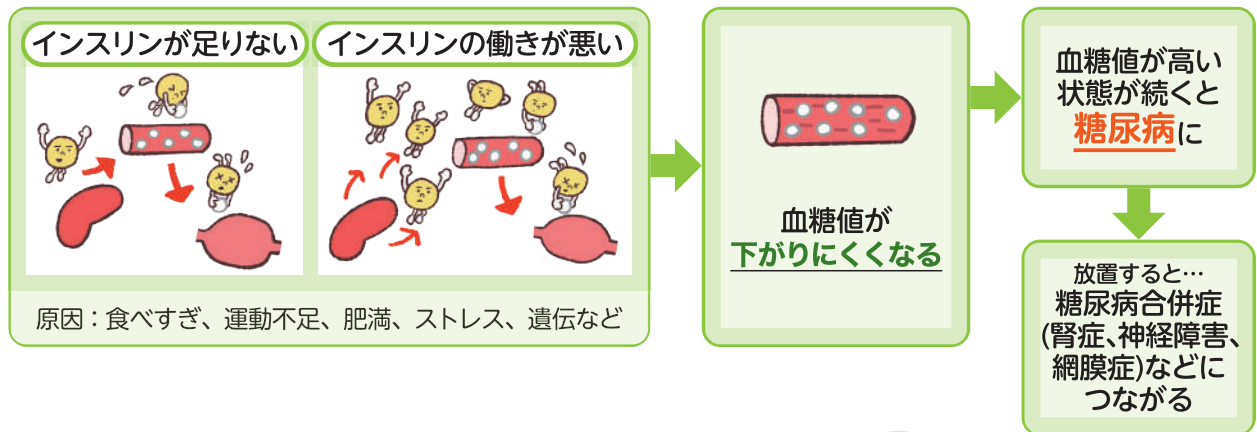 インスリンが足りない
インスリンの働きが悪い
原因：食べすぎ、運動不足、肥満、ストレス、遺伝など
血糖値が
下がりにくくなる
血糖値が高い
状態が続くと
糖尿病に
放置すると…
糖尿病合併症
(腎症、神経障害、
網膜症)などに
つながる